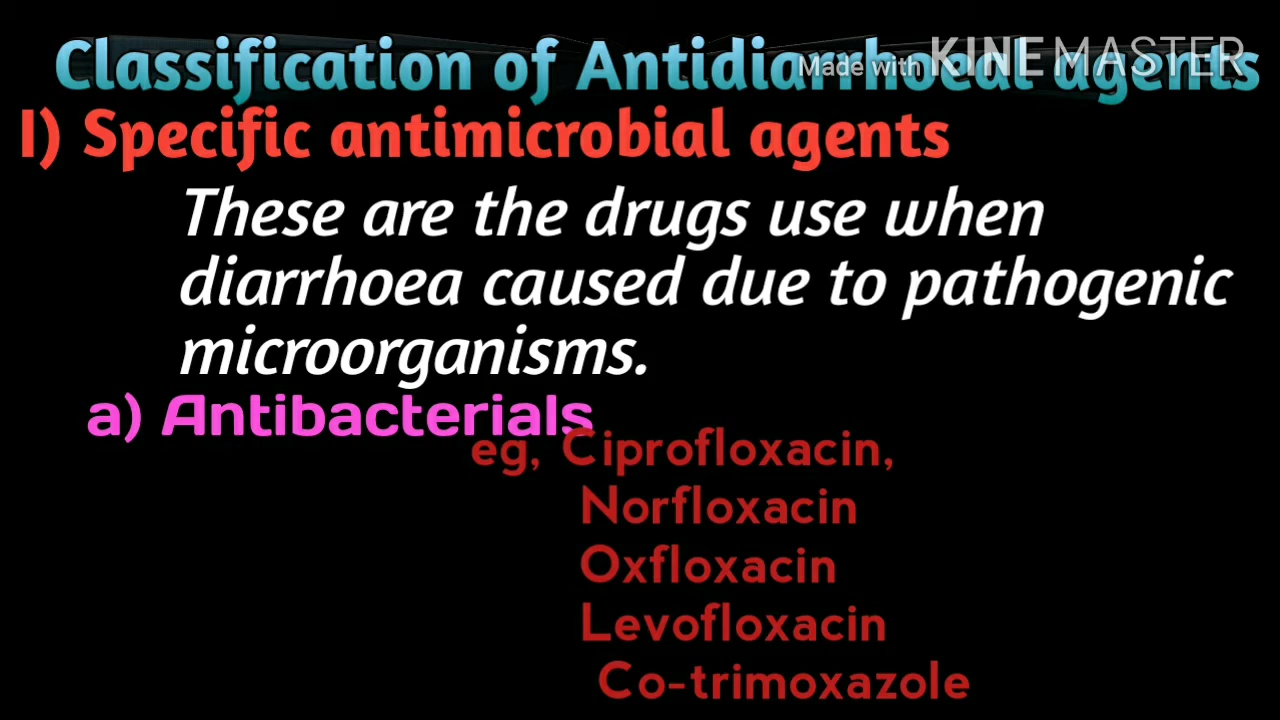 Classification of Antidiarrhoeal agents
Made with KINEMASTER
I) Specific antimicrobial agents
These are the drugs use when
diarrhoea caused due to pathogenic
microorganisms.
a) Antibacterials
eg, Ciprofloxacin,
Norfloxacin
Oxfloxacin
Levofloxacin
Co-trimoxazole